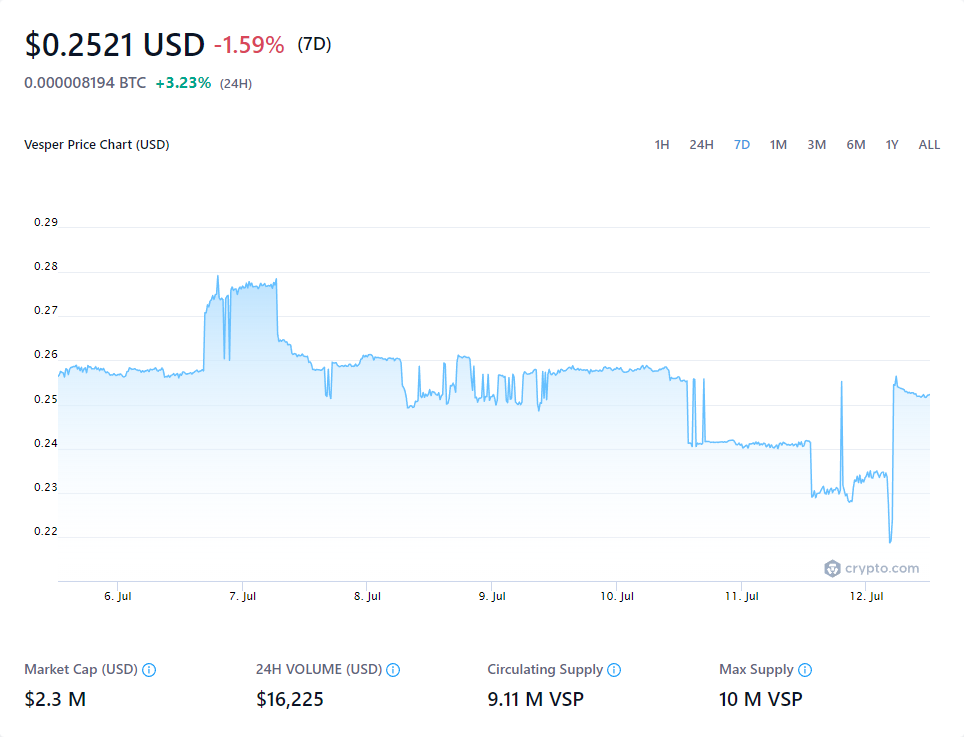 $0.2521 USD -1.59% (7D)
0.000008194 BTC +3.23% (24H)
Vesper Price Chart (USD) 1H 24H 7D 1M 3M 6M 1Y ALL
0.29
0.28
0.27
0.26
0.25
0.24
0.23
0.22
crypto.com
6. Jul 7. Jul 8. Jul 9. Jul 10. Jul 11. Jul 12. Jul
Market Cap (USD) 24H VOLUME (USD) Circulating Supply Max Supply
$2.3 M $16,225 9.11 M VSP 10 M VSP